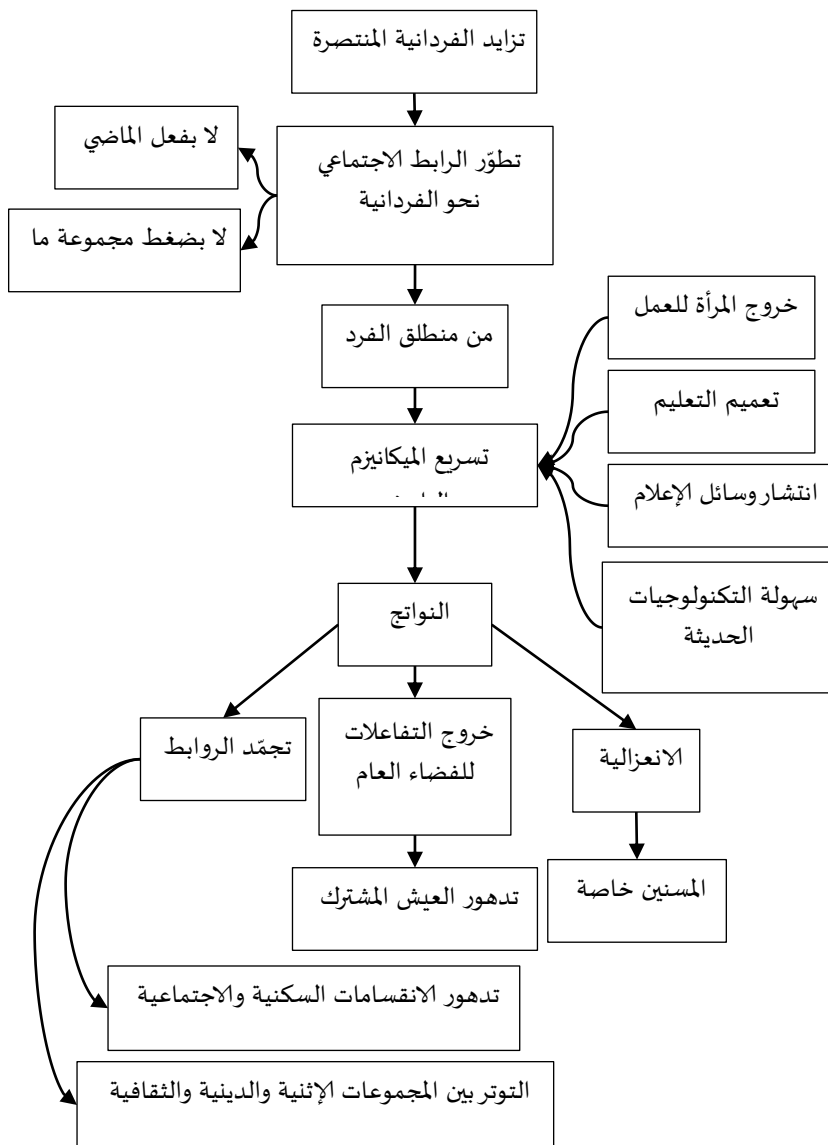 تزايد الفردانية المنتصرة
لا بفعل الماضي
تطوّر الرابط الاجتماعي
نحو الفردانية
لا بضغط مجموعة ما
خروج المرأة للعمل
من منطلق الفرد
تعميم التعليم
تسريع الميكانيزم
انتشار وسائل الإعلام
سهولة التكنولوجيات
الحديثة
النواتج
تجمّد الروابط
خروج التفاعلات
للفضاء العام
الانعزالية
تدهور العيش المشترك
المسنين خاصة
تدهور الانقسامات السكنية والاجتماعية
التوتر بين المجموعات الإثنية والدينية والثقافية